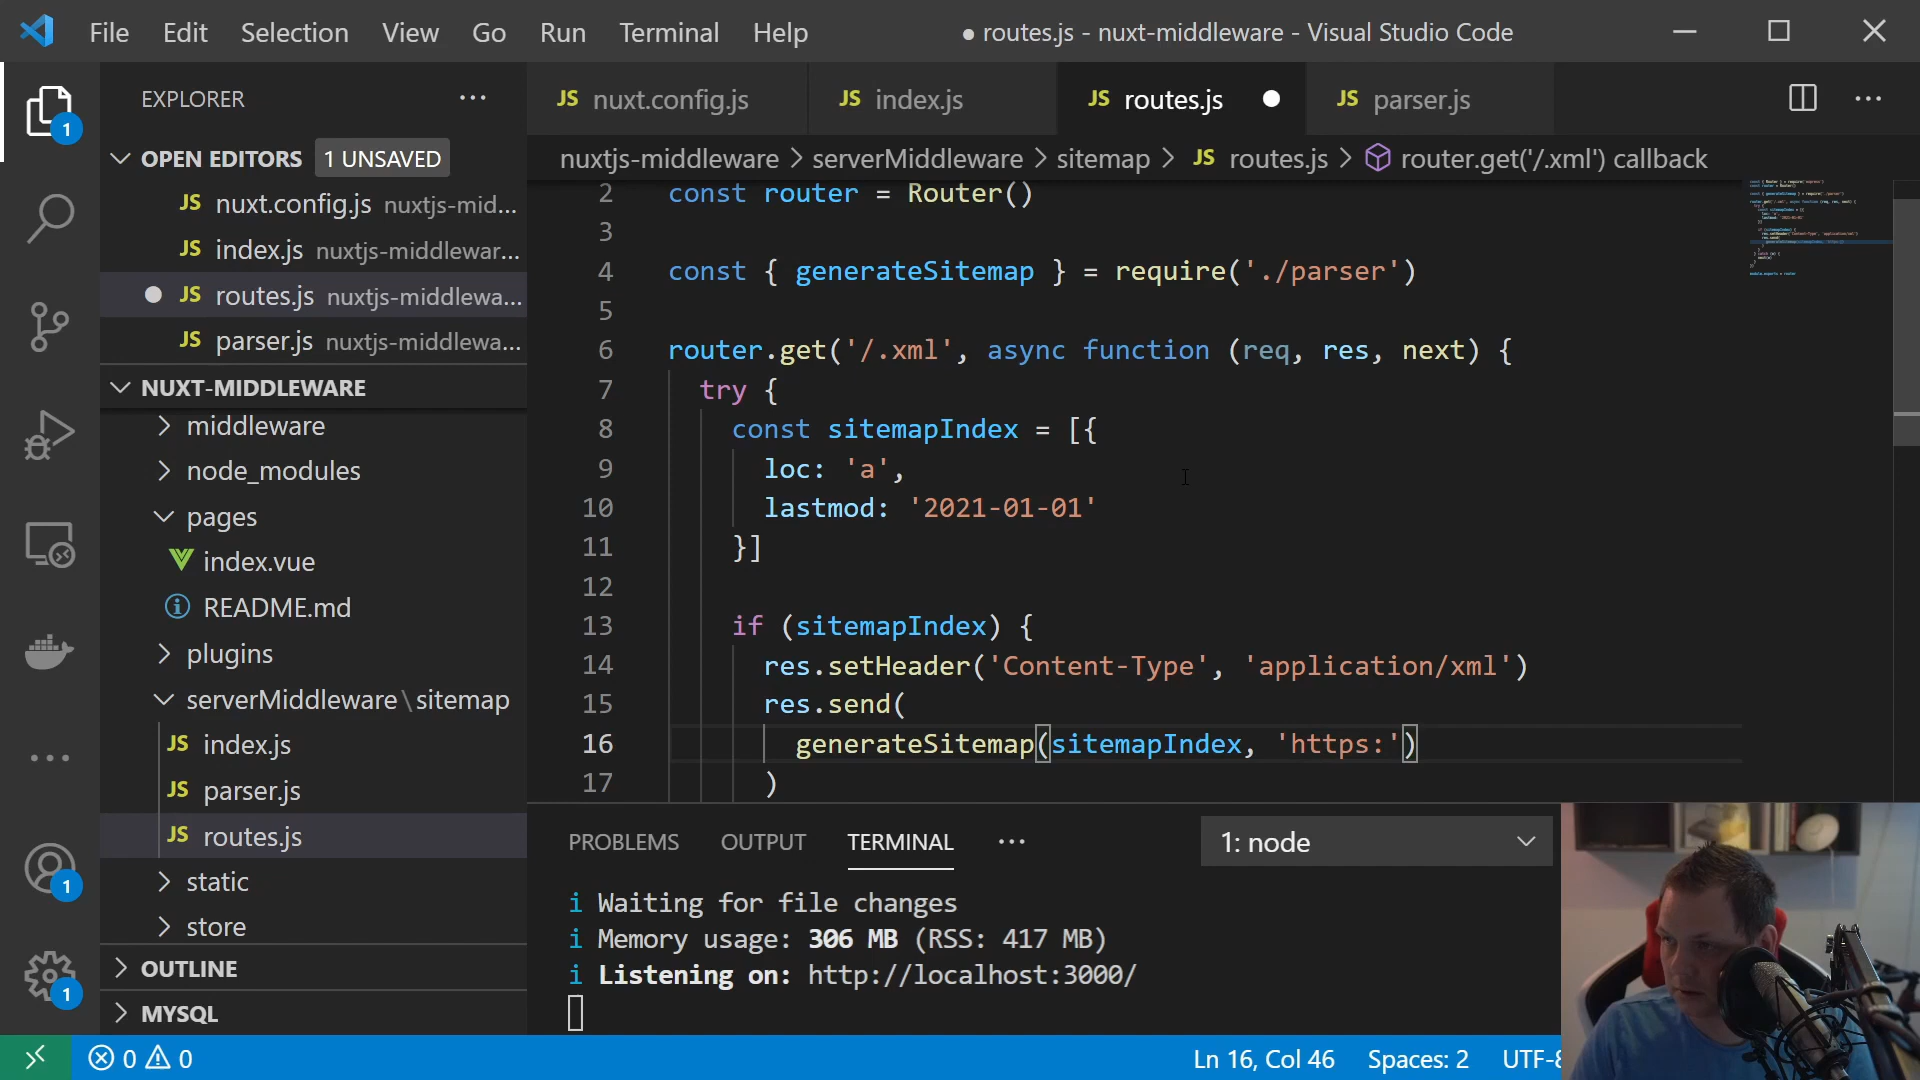 File Edit Selection View Go Run Terminal Help ● routes.js - nuxt-middleware - Visual Studio Code
EXPLORER ···
JS nuxt.config.js JS index.js JS routes.js ● JS parser.js ···
OPEN EDITORS 1 UNSAVED
nuxtjs-middleware > serverMiddleware > sitemap > JS routes.js > router.get('/.xml') callback
JS nuxt.config.js nuxtjs-mid...
JS index.js nuxtjs-middlewar...
● JS routes.js nuxtjs-middlewa...
JS parser.js nuxtjs-middlewa...
NUXT-MIDDLEWARE
middleware
node_modules
pages
index.vue
README.md
plugins
serverMiddleware\sitemap
JS index.js
JS parser.js
JS routes.js
static
store
OUTLINE
MYSQL
1
1
1
2 const router = Router()
3
4 const { generateSitemap } = require('./parser')
5
6 router.get('/.xml', async function (req, res, next) {
7 try {
8 const sitemapIndex = [{
9 loc: 'a',
10 lastmod: '2021-01-01'
11 }]
12
13 if (sitemapIndex) {
14 res.setHeader('Content-Type', 'application/xml')
15 res.send(
16 generateSitemap(sitemapIndex, 'https:')
17 )
PROBLEMS OUTPUT TERMINAL ··· 1: node
i Waiting for file changes
i Memory usage: 306 MB (RSS: 417 MB)
i Listening on: http://localhost:3000/
0 0 Ln 16, Col 46 Spaces: 2 UTF-8